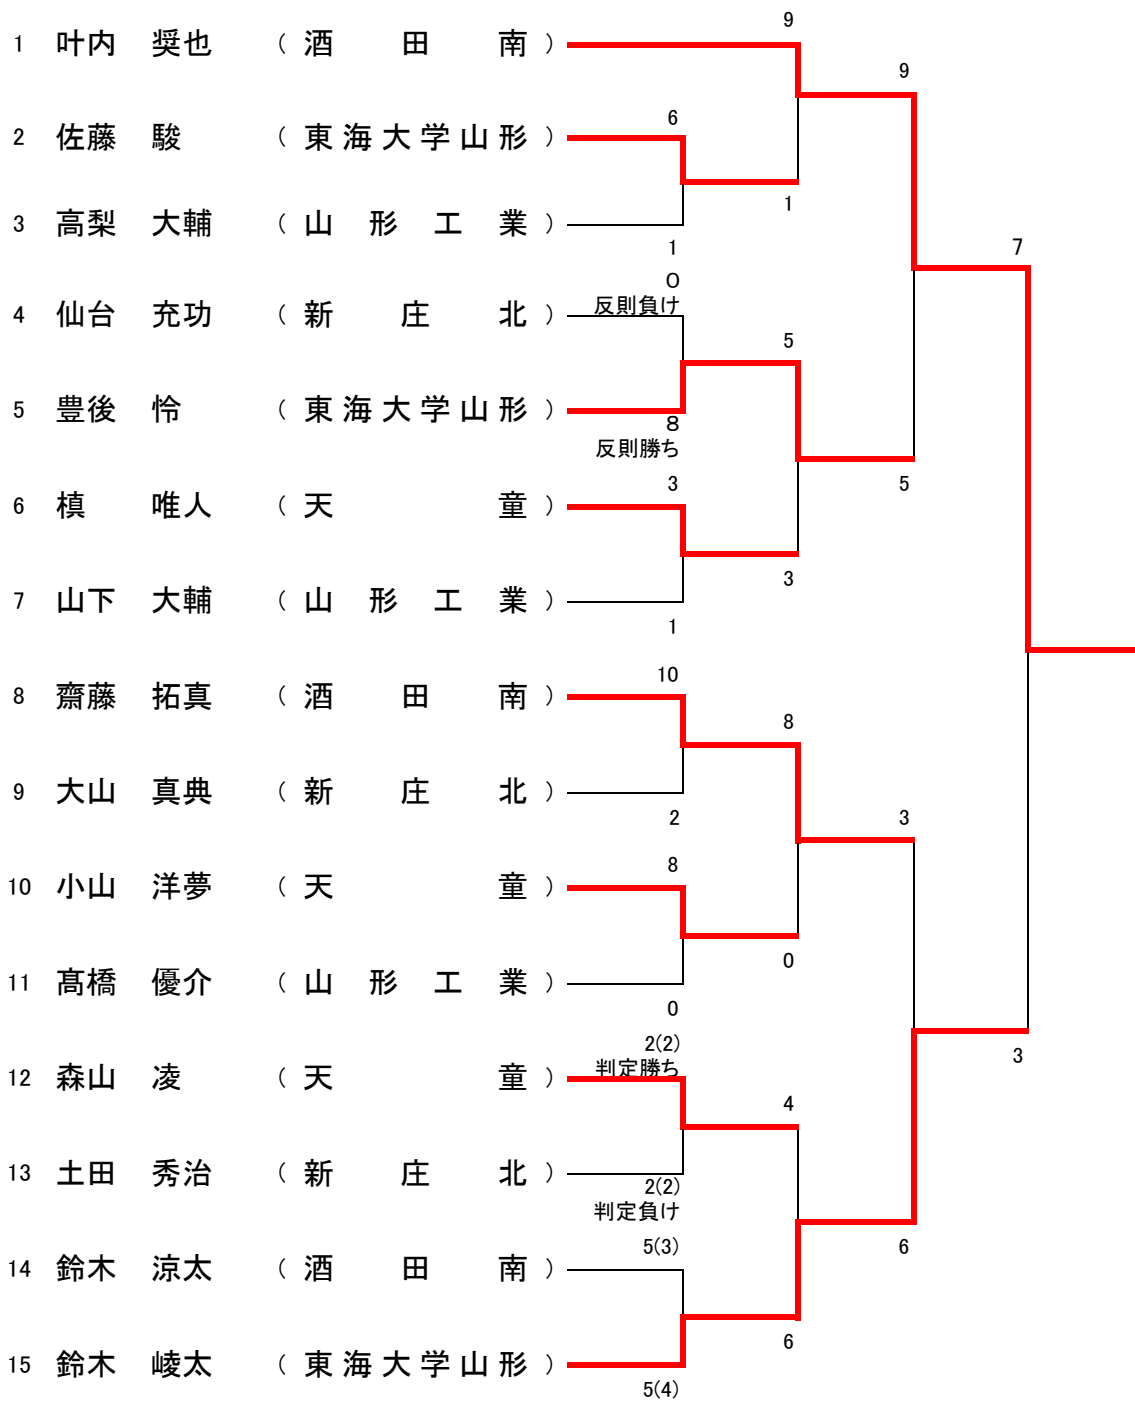 9
1 叶内 奨也 （ 酒田南 ）
9
6
2 佐藤 駿 （ 東海大学山形 ）
1
3 高梨 大輔 （ 山形工業 ）
1
7
0
4 仙台 充功 （ 新庄北 ） 反則負け
5
5 豊後 怜 （ 東海大学山形 ）
8
反則勝ち
3
5
6 槙 唯人 （ 天童 ）
3
7 山下 大輔 （ 山形工業 ）
1
10
8 齋藤 拓真 （ 酒田南 ）
8
9 大山 真典 （ 新庄北 ）
2
3
8
10 小山 洋夢 （ 天童 ）
0
11 髙橋 優介 （ 山形工業 ）
0
2(2)
3
判定勝ち
12 森山 凌 （ 天童 ）
4
13 土田 秀治 （ 新庄北 ）
2(2)
判定負け
5(3)
6
14 鈴木 涼太 （ 酒田南 ）
6
15 鈴木 崚太 （ 東海大学山形 ）
5(4)